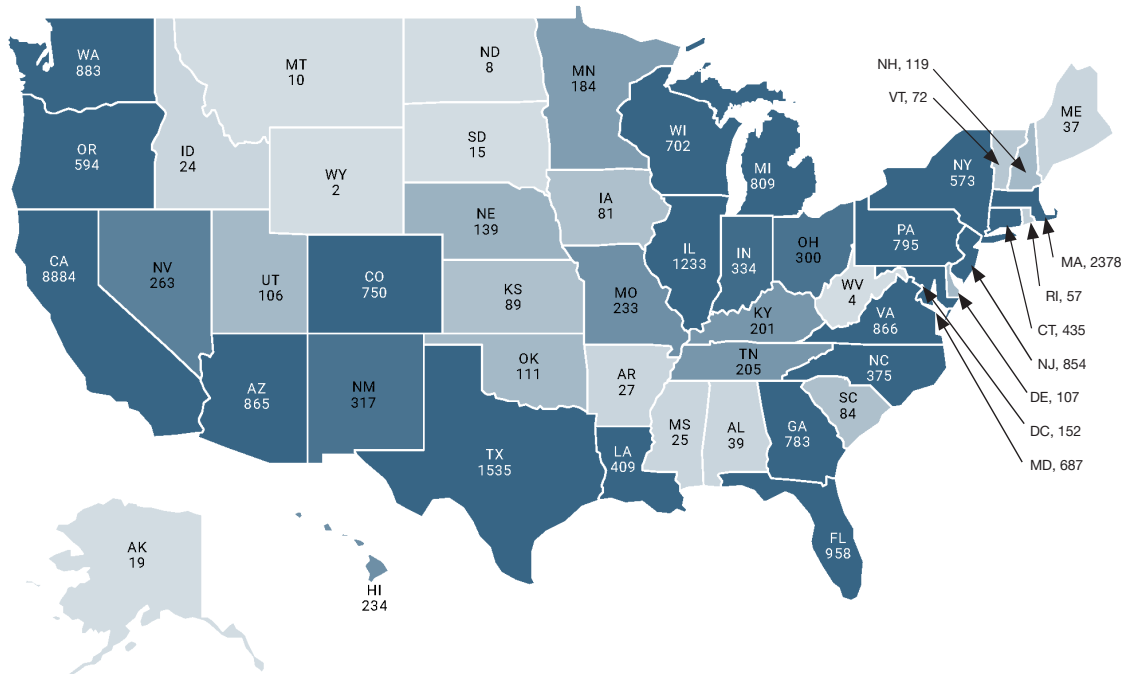 WA
883
OR
594
CA
8884
NV
263
ID
24
MT
10
WY
2
UT
106
AZ
865
CO
750
NM
317
ND
8
SD
15
NE
139
KS
89
OK
111
TX
1535
MN
184
IA
81
MO
233
AR
27
LA
409
WI
702
IL
1233
MI
809
IN
334
OH
300
KY
201
TN
205
MS
25
AL
39
GA
783
FL
958
SC
84
NC
375
VA
866
WV
4
PA
795
NY
573
ME
37
NH, 119
VT, 72
MA, 2378
RI, 57
CT, 435
NJ, 854
DE, 107
DC, 152
MD, 687
AK
19
HI
234